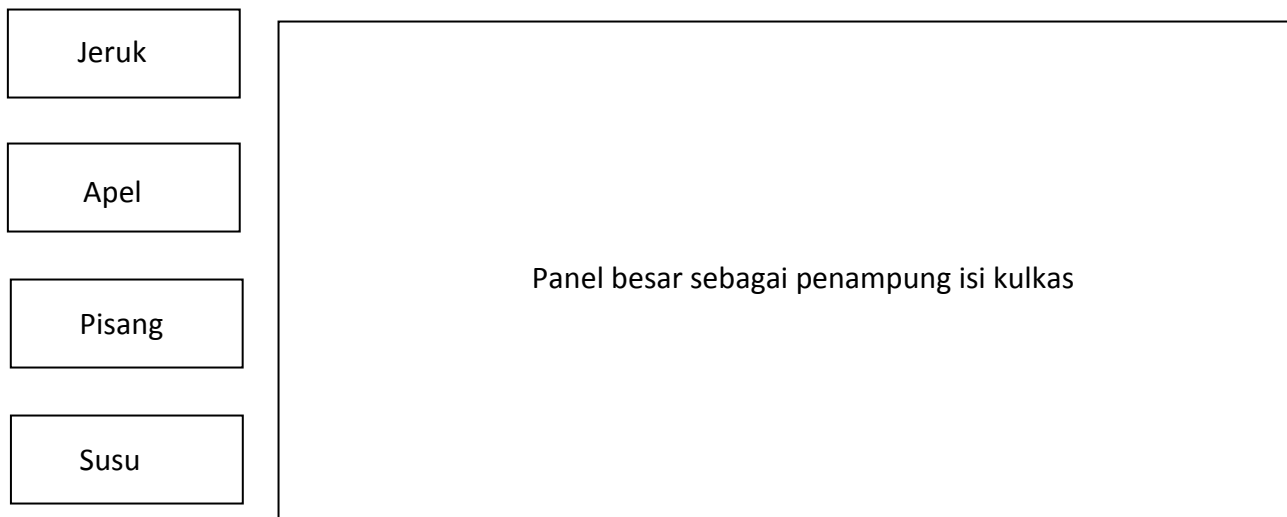 Jeruk
Apel
Panel besar sebagai penampung isi kulkas
Pisang
Susu